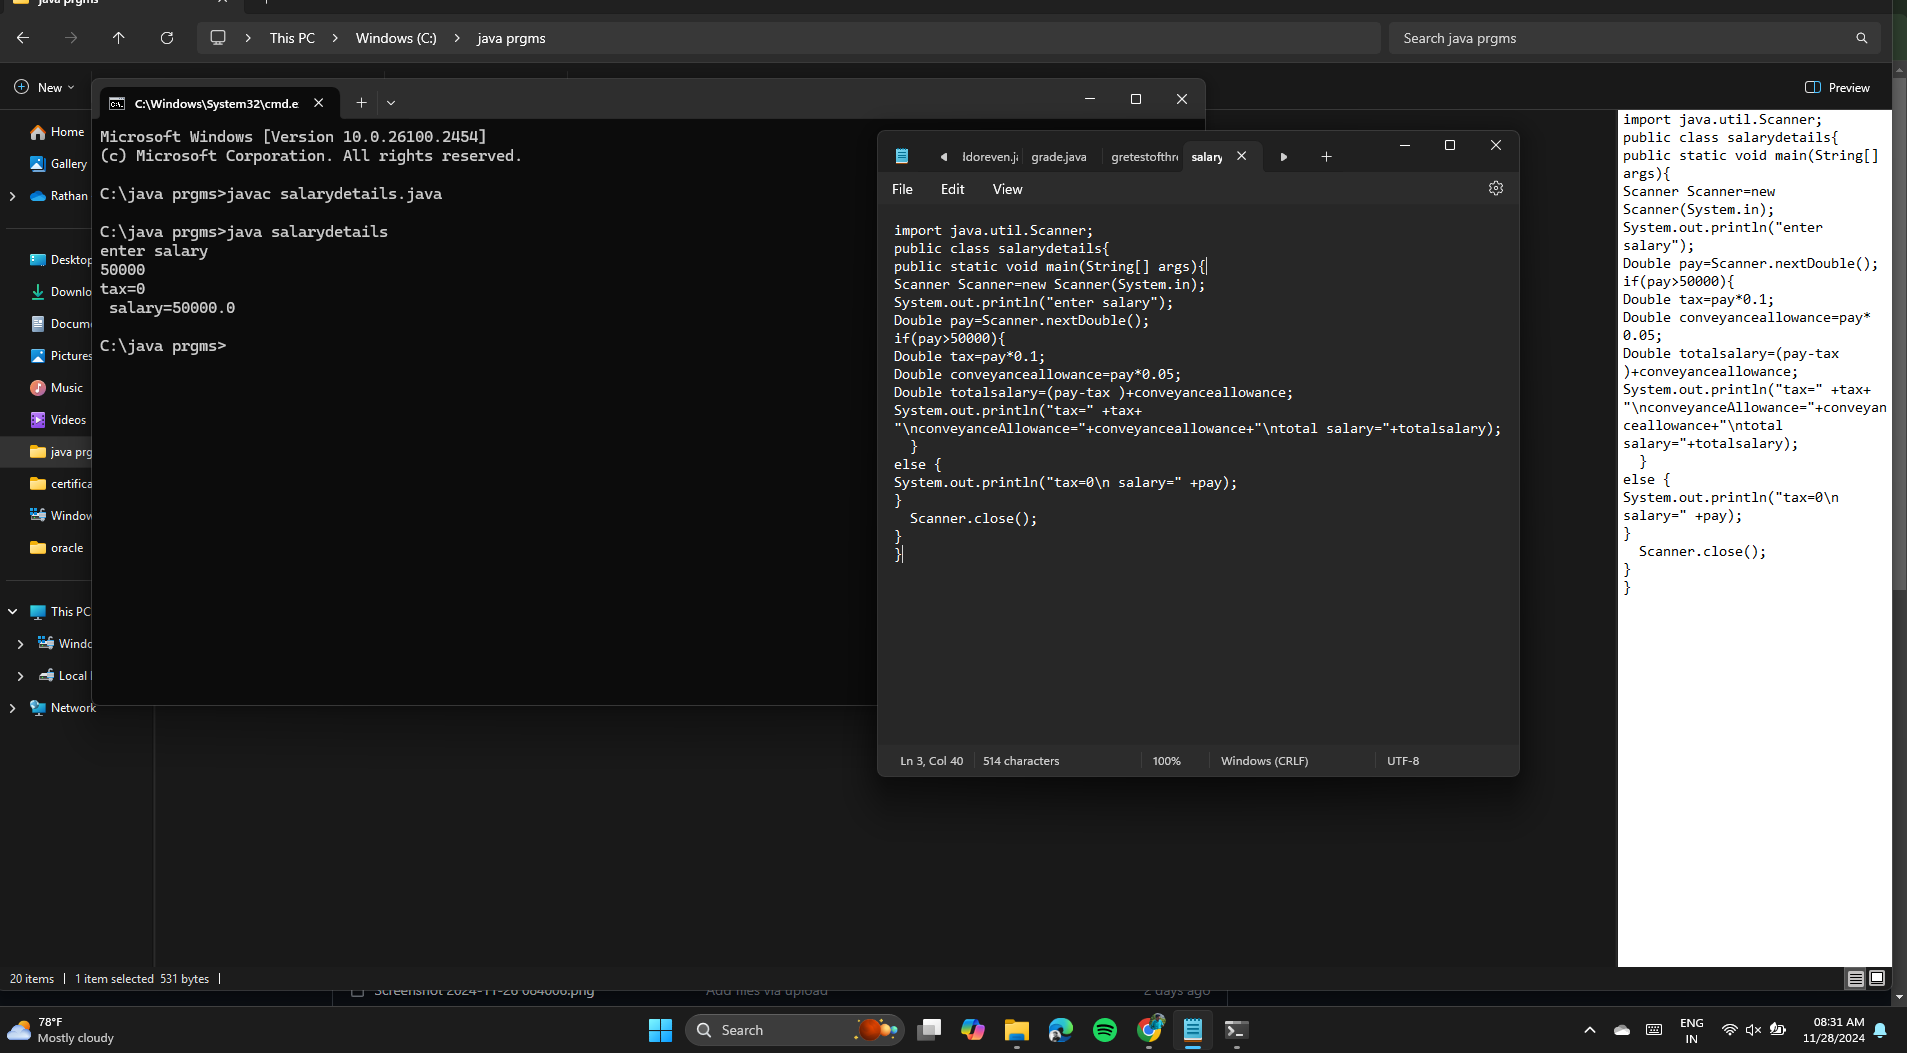 java prgms
This PC
Windows (C:)
java prgms
Search java prgms
New
Preview
Home
Gallery
Rathan
Desktop
Downlo
Docum
Pictures
Music
Videos
java prg
certifica
Window
oracle
This PC
Windo
Local
Network
C:\Windows\System32\cmd.e
Microsoft Windows [Version 10.0.26100.2454]
(c) Microsoft Corporation. All rights reserved.
C:\java prgms>javac salarydetails.java
C:\java prgms>java salarydetails
enter salary
50000
tax=0
salary=50000.0
C:\java prgms>
ldoreven.ja
grade.java
gretestofthre
salary
File
Edit
View
import java.util.Scanner;
public class salarydetails{
public static void main(String[] args){
Scanner Scanner=new Scanner(System.in);
System.out.println("enter salary");
Double pay=Scanner.nextDouble();
if(pay>50000){
Double tax=pay*0.1;
Double conveyanceallowance=pay*0.05;
Double totalsalary=(pay-tax )+conveyanceallowance;
System.out.println("tax=" +tax+
"\nconveyanceAllowance="+conveyanceallowance+"\ntotal salary="+totalsalary);
}
else {
System.out.println("tax=0\n salary=" +pay);
}
Scanner.close();
}
}
Ln 3, Col 40
514 characters
100%
Windows (CRLF)
UTF-8
import java.util.Scanner;
public class salarydetails{
public static void main(String[]
args){
Scanner Scanner=new
Scanner(System.in);
System.out.println("enter
salary");
Double pay=Scanner.nextDouble();
if(pay>50000){
Double tax=pay*0.1;
Double conveyanceallowance=pay*
0.05;
Double totalsalary=(pay-tax
)+conveyanceallowance;
System.out.println("tax=" +tax+
"\nconveyanceAllowance="+conveyan
ceallowance+"\ntotal
salary="+totalsalary);
}
else {
System.out.println("tax=0\n
salary=" +pay);
}
Scanner.close();
}
}
20 items
1 item selected 531 bytes
Screenshot 2024-11-26 084006.png
Add files via upload
2 days ago
78°F
Mostly cloudy
Search
ENG
IN
08:31 AM
11/28/2024